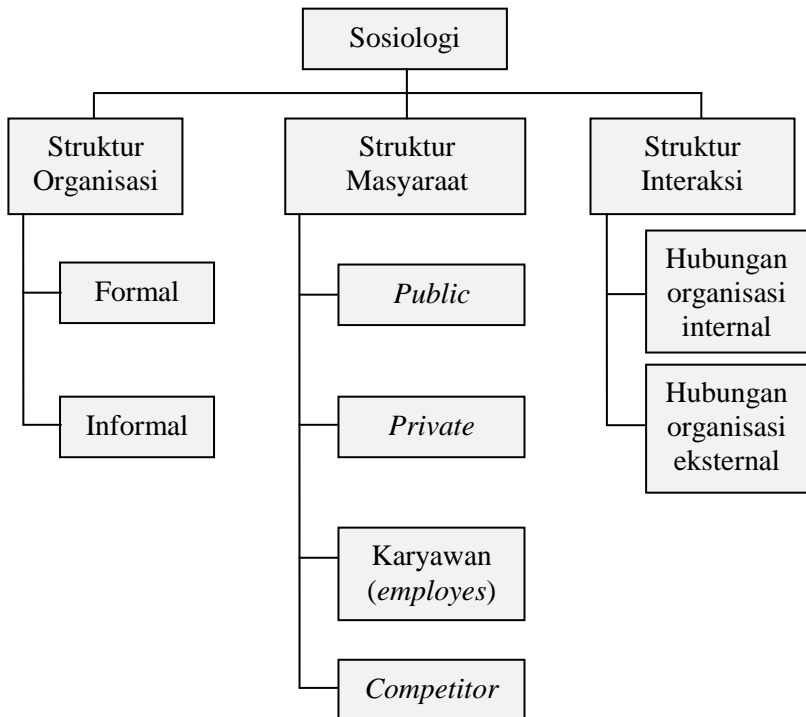 Sosiologi
Struktur
Organisasi
Formal
Informal
Struktur
Masyaraat
Public
Private
Karyawan
(employes)
Competitor
Struktur
Interaksi
Hubungan
organisasi
internal
Hubungan
organisasi
eksternal